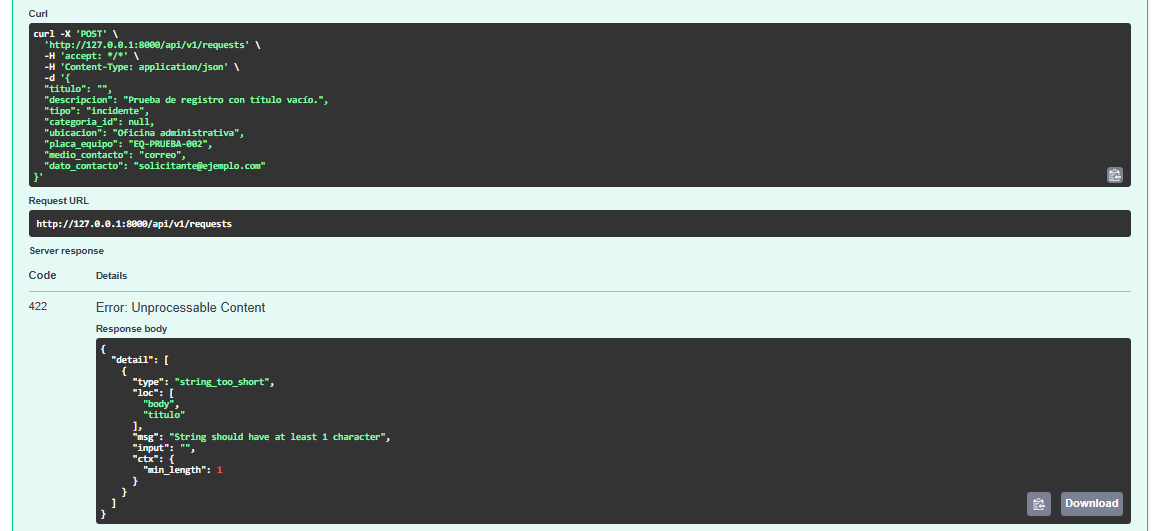 Curl
curl -X 'POST' \
  'http://127.0.0.1:8000/api/v1/requests' \
  -H 'accept: */*' \
  -H 'Content-Type: application/json' \
  -d '{
  "titulo": "",
  "descripcion": "Prueba de registro con título vacío.",
  "tipo": "incidente",
  "categoria_id": null,
  "ubicacion": "Oficina administrativa",
  "placa_equipo": "EQ-PRUEBA-002",
  "medio_contacto": "correo",
  "dato_contacto": "solicitante@ejemplo.com"
}'
Request URL
http://127.0.0.1:8000/api/v1/requests
Server response
Code Details
422 Error: Unprocessable Content
Response body
{
  "detail": [
    {
      "type": "string_too_short",
      "loc": [
        "body",
        "titulo"
      ],
      "msg": "String should have at least 1 character",
      "input": "",
      "ctx": {
        "min_length": 1
      }
    }
  ]
}
Download